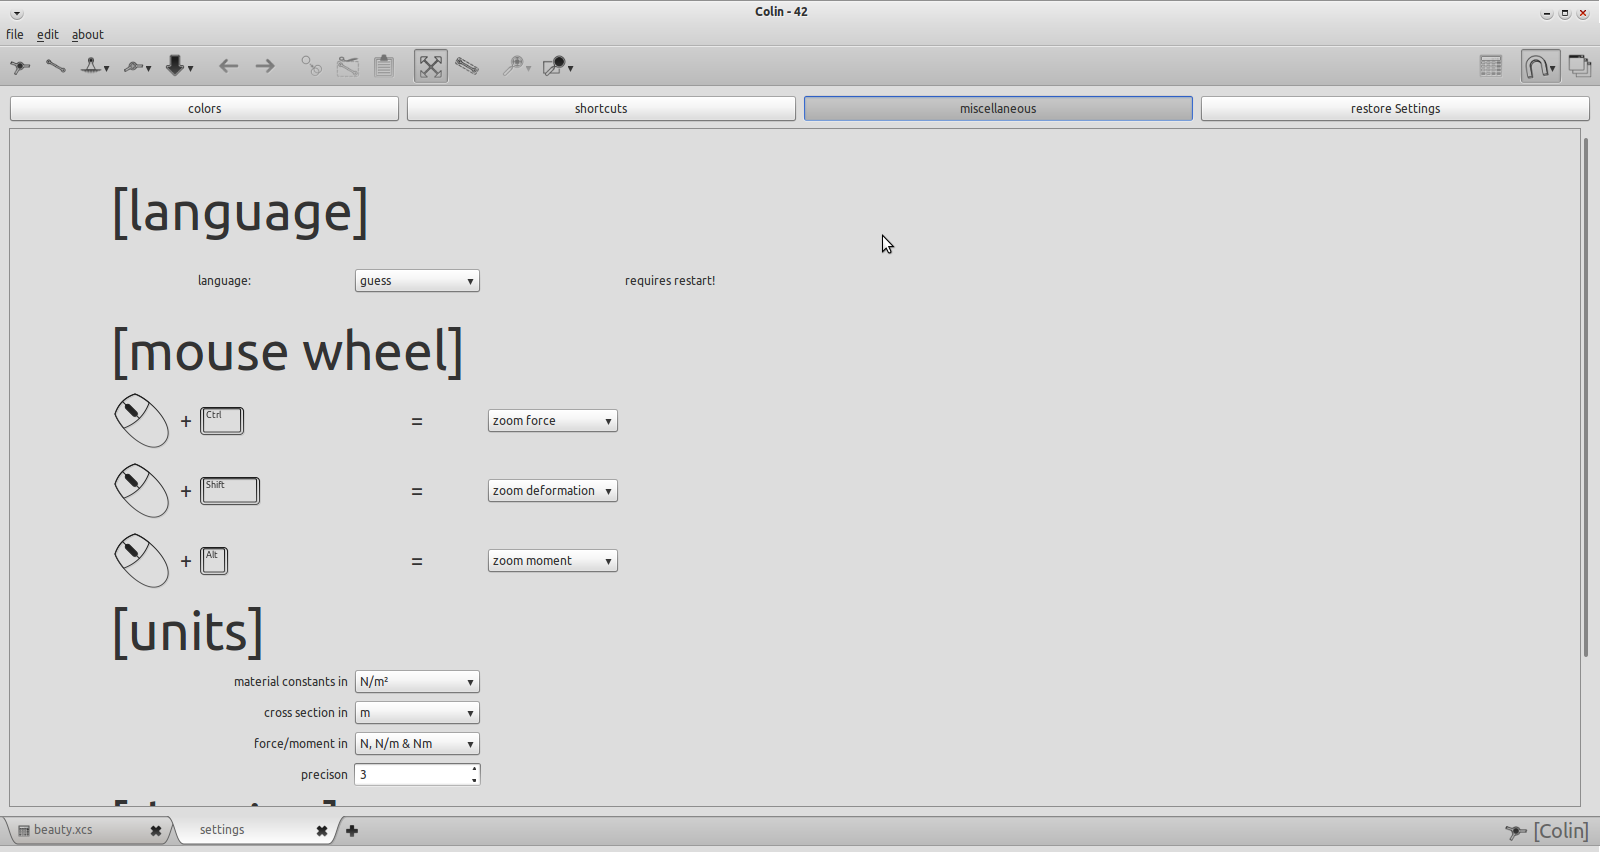 Colin - 42
file edit about
colors shortcuts miscellaneous restore Settings
[language]
language: guess requires restart!
[mouse wheel]
+ Ctrl = zoom force
+ Shift = zoom deformation
+ Alt = zoom moment
[units]
material constants in N/m²
cross section in m
force/moment in N, N/m & Nm
precison 3
beauty.xcs settings [Colin]